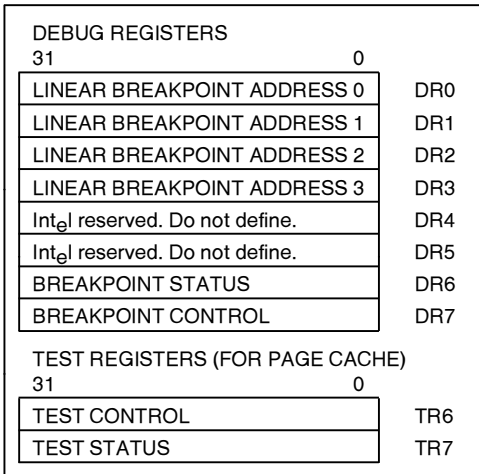 DEBUG REGISTERS
31 0
LINEAR BREAKPOINT ADDRESS 0 DR0
LINEAR BREAKPOINT ADDRESS 1 DR1
LINEAR BREAKPOINT ADDRESS 2 DR2
LINEAR BREAKPOINT ADDRESS 3 DR3
Intel reserved. Do not define. DR4
Intel reserved. Do not define. DR5
BREAKPOINT STATUS DR6
BREAKPOINT CONTROL DR7
TEST REGISTERS (FOR PAGE CACHE)
31 0
TEST CONTROL TR6
TEST STATUS TR7